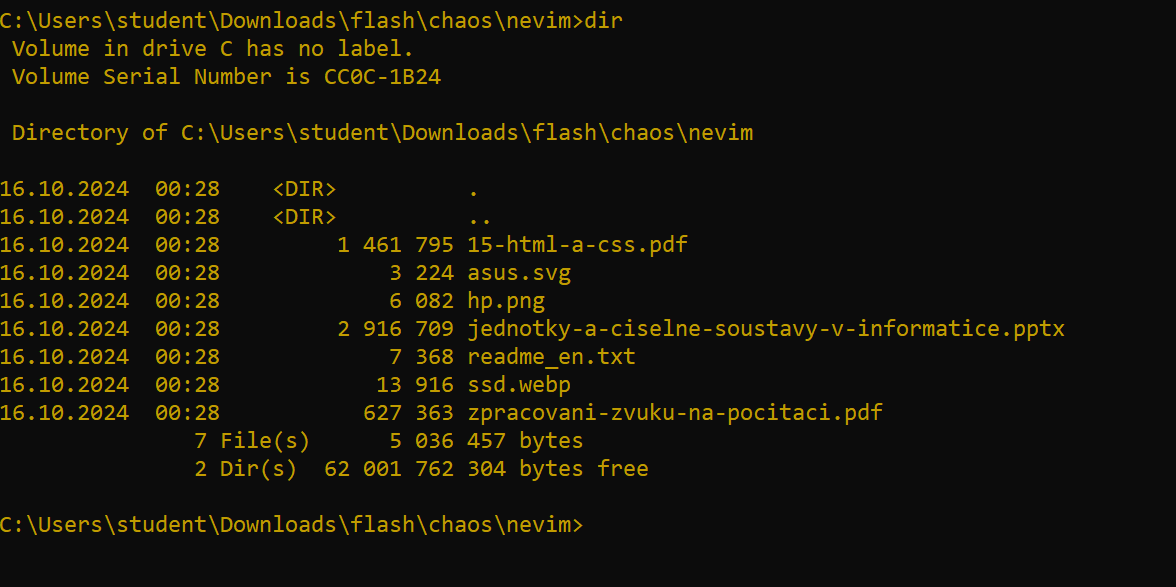 C:\Users\student\Downloads\flash\chaos\nevim>dir
 Volume in drive C has no label.
 Volume Serial Number is CC0C-1B24

 Directory of C:\Users\student\Downloads\flash\chaos\nevim

16.10.2024  00:28    <DIR>          .
16.10.2024  00:28    <DIR>          ..
16.10.2024  00:28         1 461 795 15-html-a-css.pdf
16.10.2024  00:28             3 224 asus.svg
16.10.2024  00:28             6 082 hp.png
16.10.2024  00:28         2 916 709 jednotky-a-ciselne-soustavy-v-informatice.pptx
16.10.2024  00:28             7 368 readme_en.txt
16.10.2024  00:28            13 916 ssd.webp
16.10.2024  00:28           627 363 zpracovani-zvuku-na-pocitaci.pdf
               7 File(s)      5 036 457 bytes
               2 Dir(s)  62 001 762 304 bytes free

C:\Users\student\Downloads\flash\chaos\nevim>